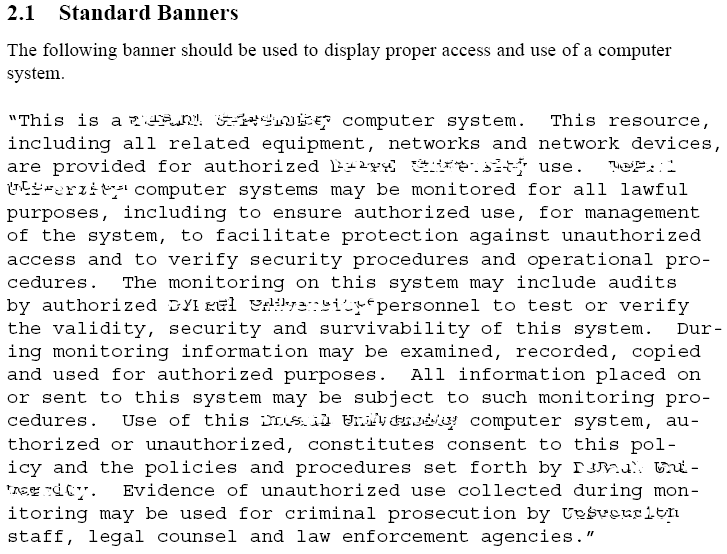 2.1 Standard Banners
The following banner should be used to display proper access and use of a computer
system.
"This is a computer system. This resource,
including all related equipment, networks and network devices,
are provided for authorized use.
computer systems may be monitored for all lawful
purposes, including to ensure authorized use, for management
of the system, to facilitate protection against unauthorized
access and to verify security procedures and operational pro-
cedures. The monitoring on this system may include audits
by authorized personnel to test or verify
the validity, security and survivability of this system. Dur-
ing monitoring information may be examined, recorded, copied
and used for authorized purposes. All information placed on
or sent to this system may be subject to such monitoring pro-
cedures. Use of this computer system, au-
thorized or unauthorized, constitutes consent to this pol-
icy and the policies and procedures set forth by
Evidence of unauthorized use collected during mon-
itoring may be used for criminal prosecution by
staff, legal counsel and law enforcement agencies."